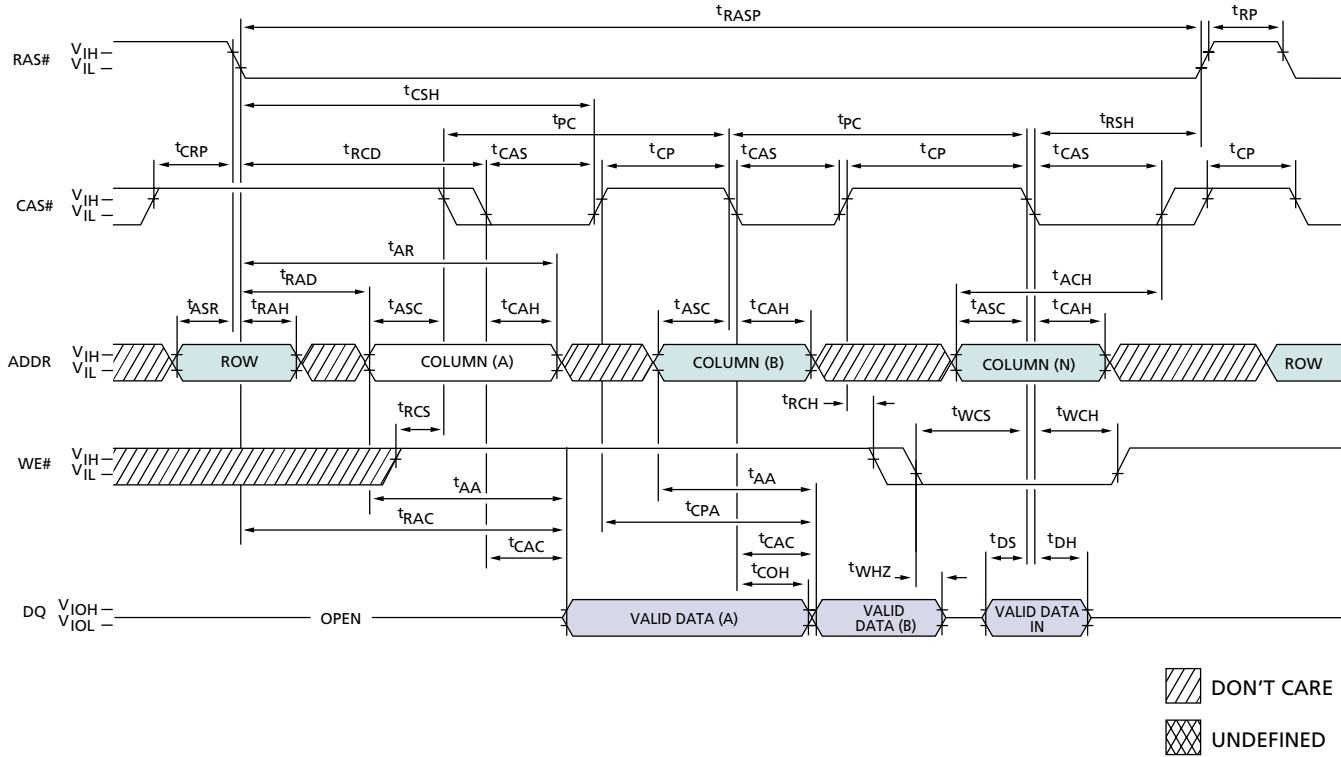 tRASP tRP
RAS# VIH VIL
tCSH
tPC tPC tRSH
tCRP tRCD tCAS tCP tCAS tCP tCAS tCP
CAS# VIH VIL
tAR
tRAD tACH
tASR tRAH tASC tCAH tASC tCAH tASC tCAH
ADDR VIH VIL ROW COLUMN (A) COLUMN (B) COLUMN (N) ROW
tRCH
tRCS tWCS tWCH
WE# VIH VIL
tAA tAA
tRAC tCPA
tCAC tCAC tDS tDH
tCOH tWHZ
DQ VIOH VIOL OPEN VALID DATA (A) VALID DATA (B) VALID DATA IN
DON'T CARE
UNDEFINED